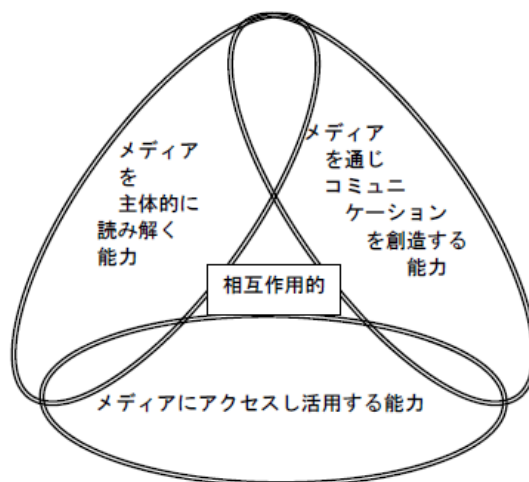 メディア
を
主体的に
読み解く
能力
メディア
を通じ
コミュニ
ケーション
を創造する
能力
相互作用的
メディアにアクセスし活用する能力